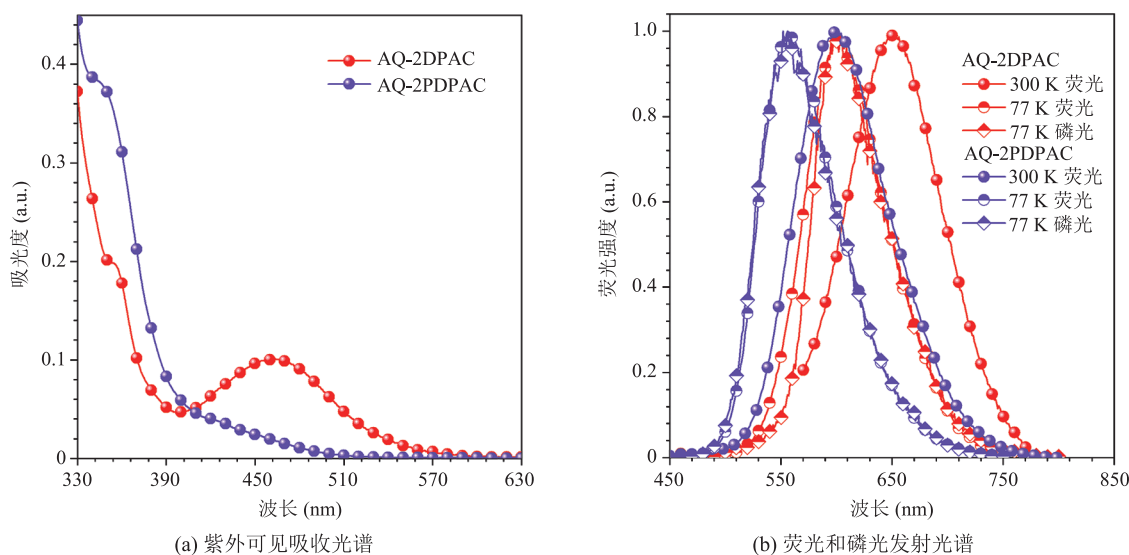 0.4
0.3
0.2
0.1
0
330
390
450
510
570
630
吸光度 (a.u.)
波长 (nm)
AQ-2DPAC
AQ-2PDPAC
(a) 紫外可见吸收光谱
1.0
0.8
0.6
0.4
0.2
0
450
550
650
750
850
荧光强度 (a.u.)
波长 (nm)
AQ-2DPAC
300 K 荧光
77 K 荧光
77 K 磷光
AQ-2PDPAC
300 K 荧光
77 K 荧光
77 K 磷光
(b) 荧光和磷光发射光谱